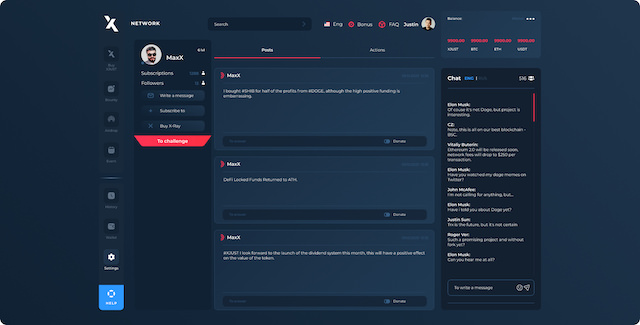 X
NETWORK
Search
Eng
Bonus
FAQ
Justin
Balance
XJUST
BTC
ETH
USDT
MaxX
Subscriptions
Followers
Write a message
Subscribe to
Buy X-Ray
To challenge
Settings
HELP
Posts
Actions
MaxX
I bought #SHIB for half of the profits from #DOGE, although the high positive funding is
embarrassing.
Donate
MaxX
DeFi Locked Funds Returned to ATH.
Donate
MaxX
#XJUST I look forward to the launch of the dividend system this month, this will have a positive effect
on the value of the token.
Donate
Chat
ENG
516
Elon Musk:
Of cause it's not Doge, but project is
interesting.
CZ:
Note, this is all on our best blockchain -
BSC.
Vitaliy Buterin:
Ethereum 2.0 will be released soon,
network fees will drop to $250 per
transaction.
Elon Musk:
Have you watched my doge memes on
Twitter?
John McAfee:
I'm not calling for anything, but...
Elon Musk:
Have I told you about Doge yet?
Justin Sun:
Trx is the future, but it's not certain
Roger Ver:
Such a promising project and without
fork yet?
Elon Musk:
Can you hear me at all?
To write a message